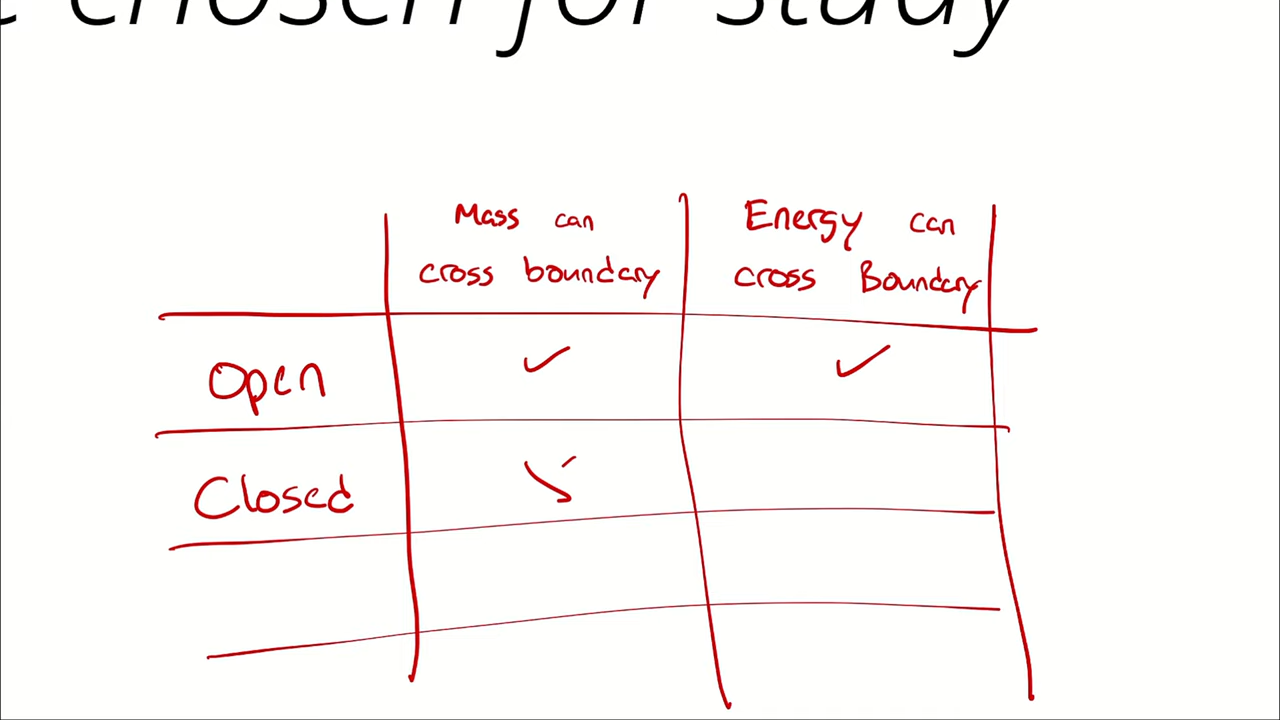 chosen for study
Mass can
cross boundary
Energy can
cross Boundary
Open ✓ ✓
Closed